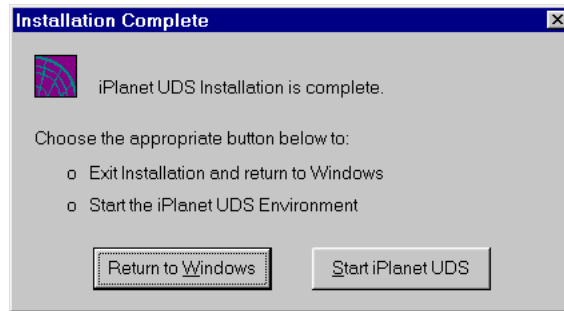 Installation Complete
iPlanet UDS Installation is complete.
Choose the appropriate button below to:
o Exit Installation and return to Windows
o Start the iPlanet UDS Environment
Return to Windows Start iPlanet UDS